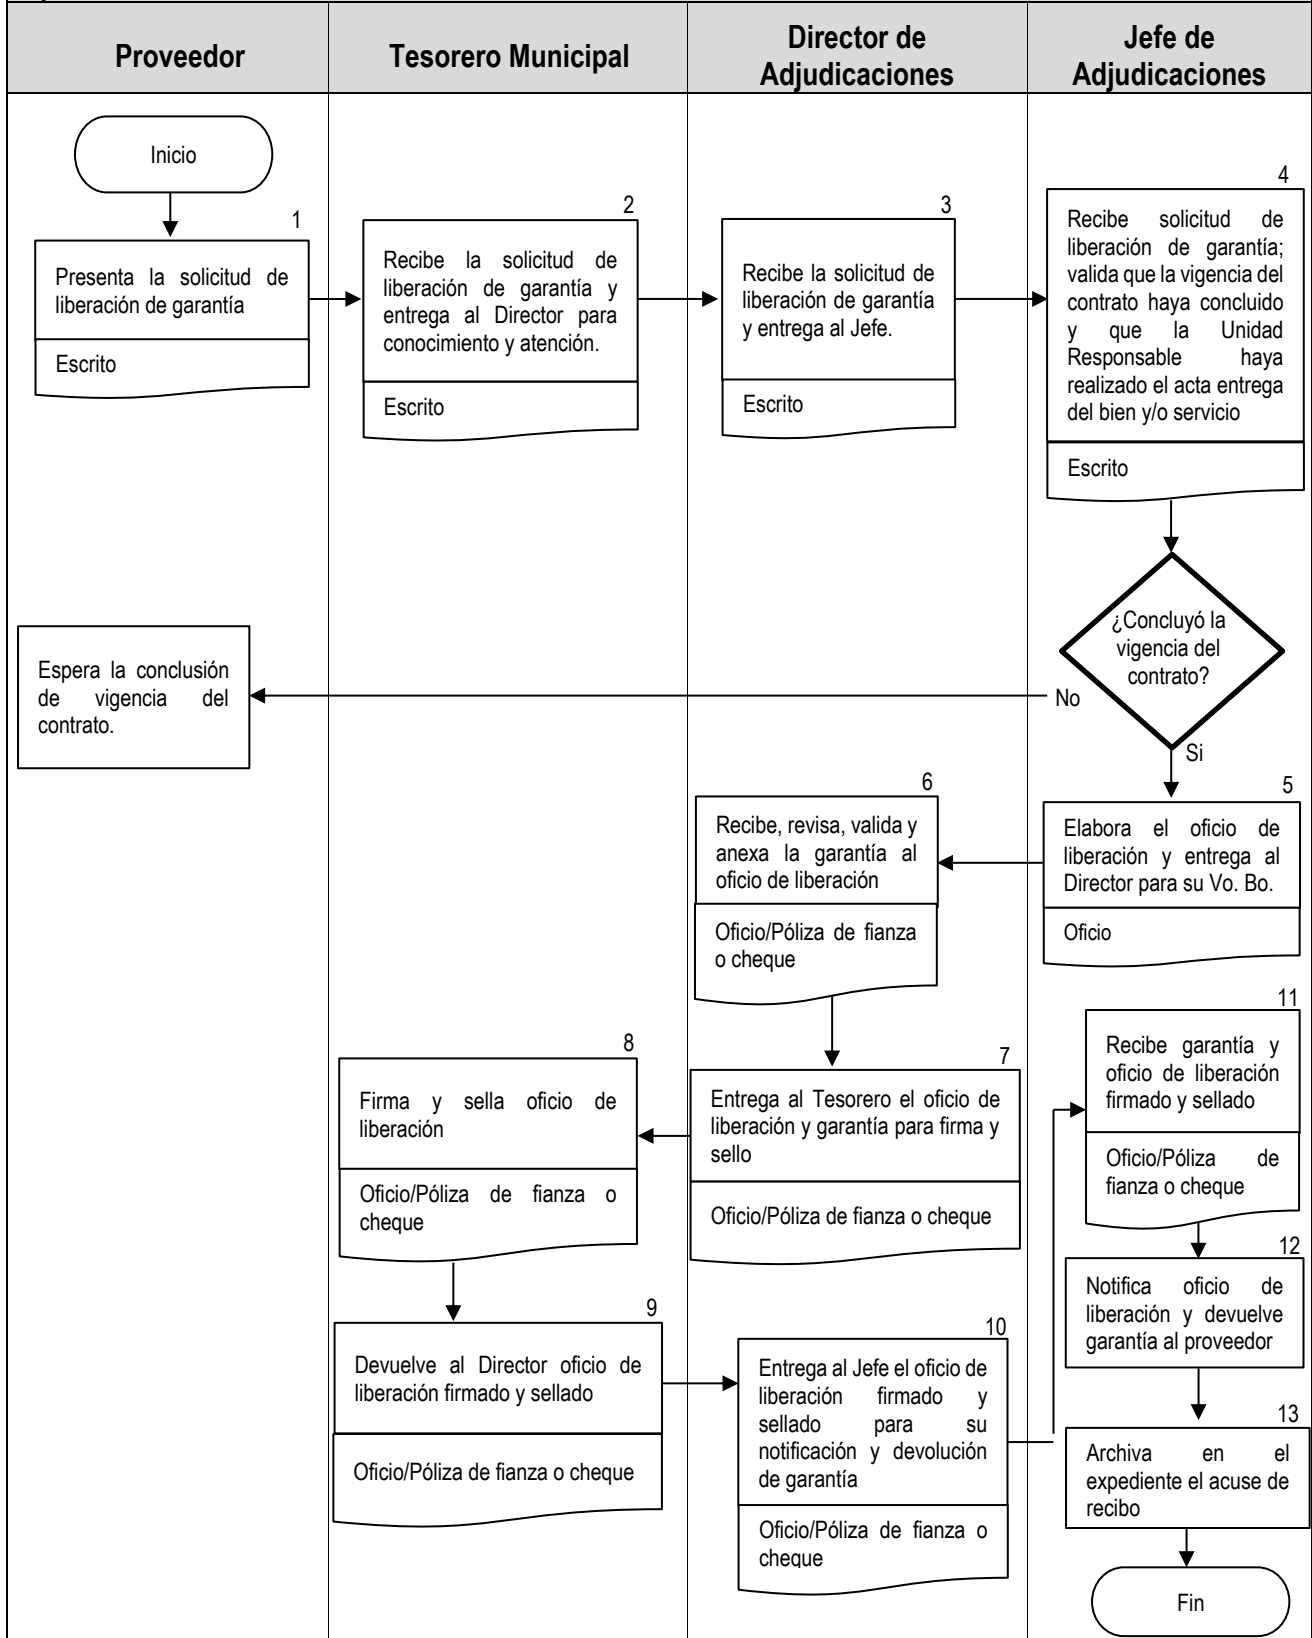 Proveedor
Tesorero Municipal
Director de
Adjudicaciones
Jefe de
Adjudicaciones
Inicio
1
Presenta la solicitud de
liberación de garantía
Escrito
2
Recibe la solicitud de
liberación de garantía y
entrega al Director para
conocimiento y atención.
Escrito
3
Recibe la solicitud de
liberación de garantía
y entrega al Jefe.
Escrito
4
Recibe solicitud de
liberación de garantía;
valida que la vigencia del
contrato haya concluido
y que la Unidad
Responsable haya
realizado el acta entrega
del bien y/o servicio
Escrito
¿Concluyó la
vigencia del
contrato?
No
Si
Espera la conclusión
de vigencia del
contrato.
5
Elabora el oficio de
liberación y entrega al
Director para su Vo. Bo.
Oficio
6
Recibe, revisa, valida y
anexa la garantía al
oficio de liberación
Oficio/Póliza de fianza
o cheque
7
Entrega al Tesorero el oficio de
liberación y garantía para firma y
sello
Oficio/Póliza de fianza o cheque
8
Firma y sella oficio de
liberación
Oficio/Póliza de fianza o
cheque
9
Devuelve al Director oficio de
liberación firmado y sellado
Oficio/Póliza de fianza o cheque
10
Entrega al Jefe el oficio de
liberación firmado y
sellado para su
notificación y devolución
de garantía
Oficio/Póliza de fianza o
cheque
11
Recibe garantía y
oficio de liberación
firmado y sellado
Oficio/Póliza de
fianza o cheque
12
Notifica oficio de
liberación y devuelve
garantía al proveedor
13
Archiva en el
expediente el acuse de
recibo
Fin